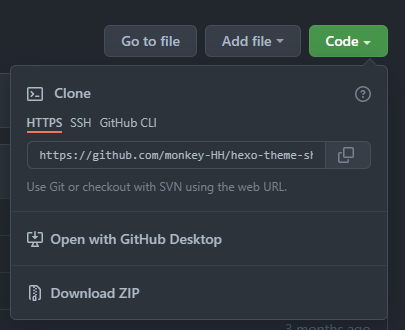 Go to file Add file Code
Clone
HTTPS SSH GitHub CLI
https://github.com/monkey-HH/hexo-theme-sh
Use Git or checkout with SVN using the web URL.
Open with GitHub Desktop
Download ZIP
3 months ago